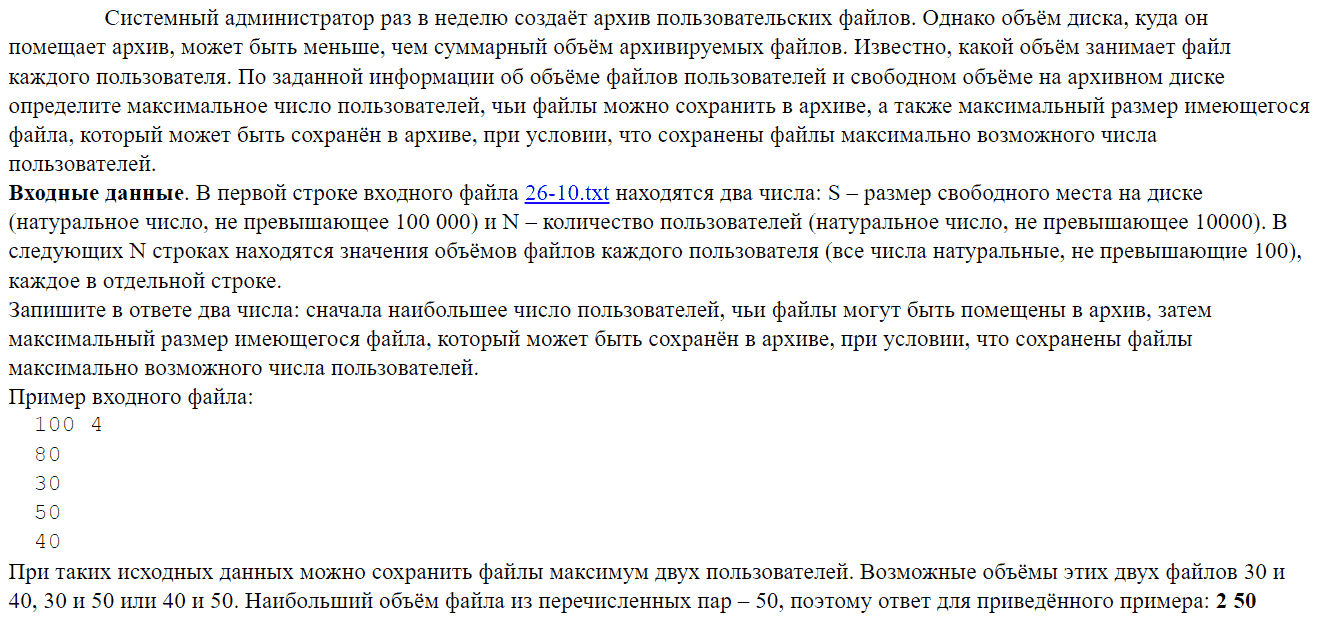 Системный администратор раз в неделю создаёт архив пользовательских файлов. Однако объём диска, куда он
помещает архив, может быть меньше, чем суммарный объём архивируемых файлов. Известно, какой объём занимает файл
каждого пользователя. По заданной информации об объёме файлов пользователей и свободном объёме на архивном диске
определите максимальное число пользователей, чьи файлы можно сохранить в архиве, а также максимальный размер имеющегося
файла, который может быть сохранён в архиве, при условии, что сохранены файлы максимально возможного числа
пользователей.
Входные данные. В первой строке входного файла 26-10.txt находятся два числа: S – размер свободного места на диске
(натуральное число, не превышающее 100 000) и N – количество пользователей (натуральное число, не превышающее 10000). В
следующих N строках находятся значения объёмов файлов каждого пользователя (все числа натуральные, не превышающие 100),
каждое в отдельной строке.
Запишите в ответе два числа: сначала наибольшее число пользователей, чьи файлы могут быть помещены в архив, затем
максимальный размер имеющегося файла, который может быть сохранён в архиве, при условии, что сохранены файлы
максимально возможного числа пользователей.
Пример входного файла:
100 4
80
30
50
40
При таких исходных данных можно сохранить файлы максимум двух пользователей. Возможные объёмы этих двух файлов 30 и
40, 30 и 50 или 40 и 50. Наибольший объём файла из перечисленных пар – 50, поэтому ответ для приведённого примера: 2 50